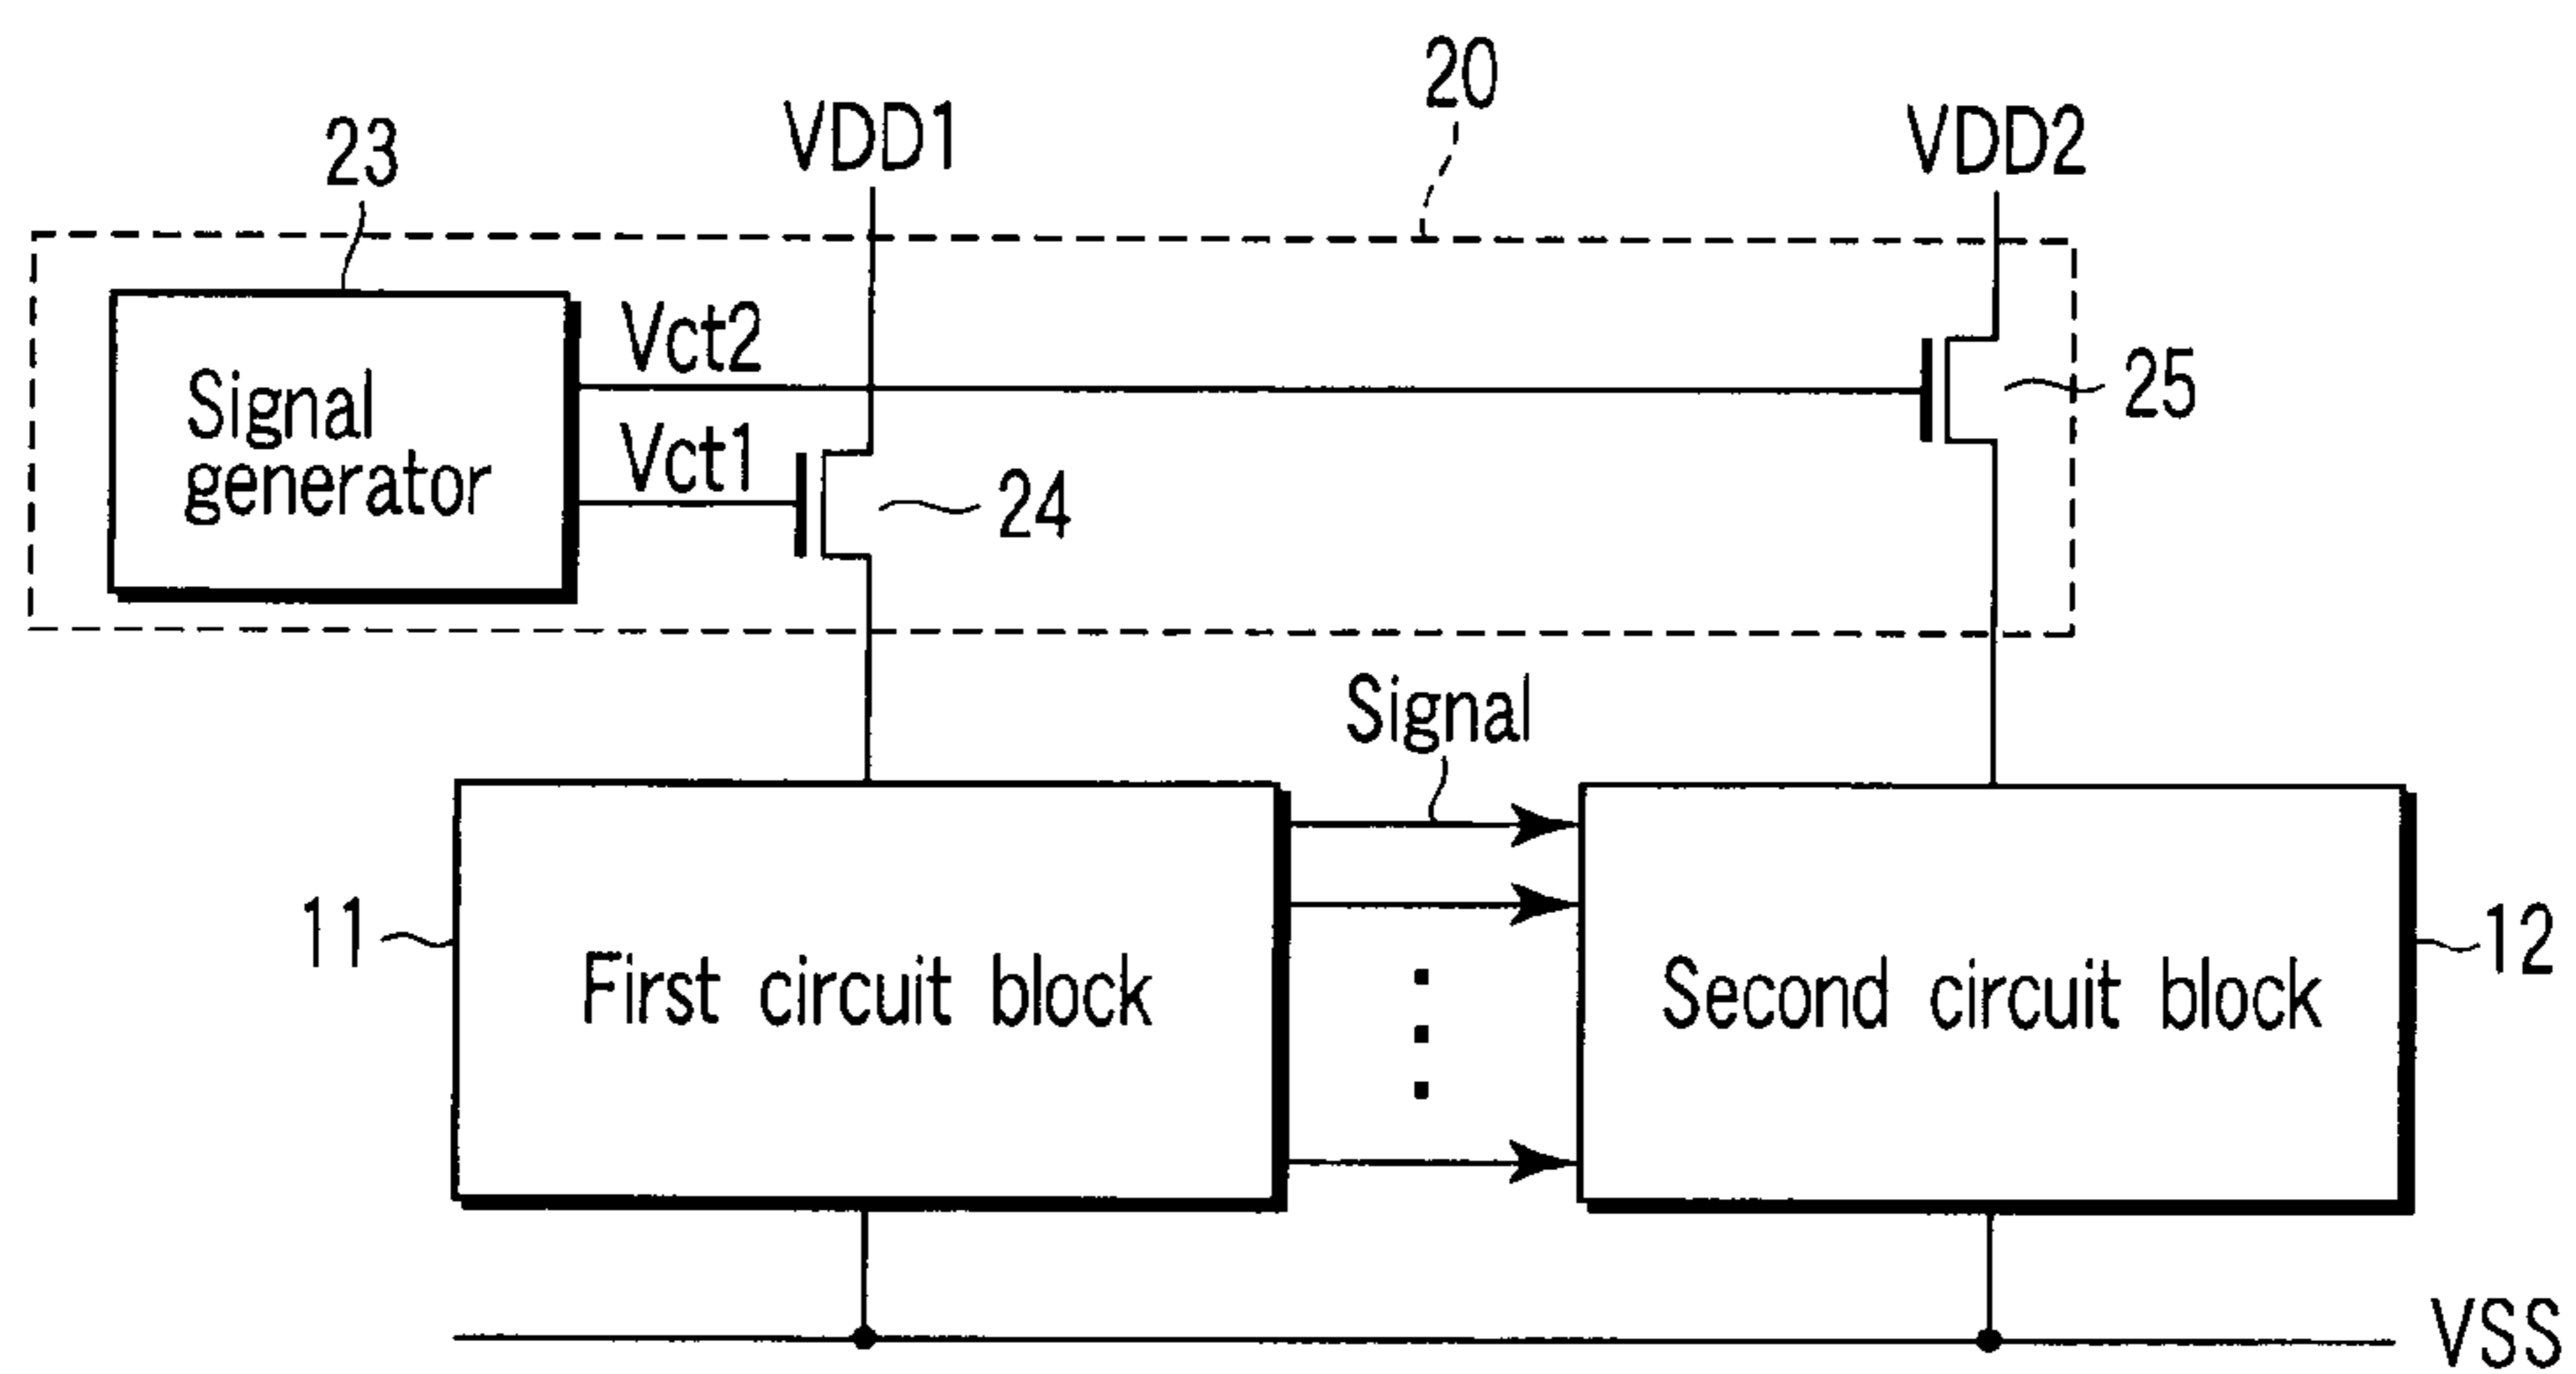 20
VDD1
VDD2
23
Vct2
Signal
generator
25
Vct1
24
Signal
11
First circuit block
Second circuit block
12
VSS